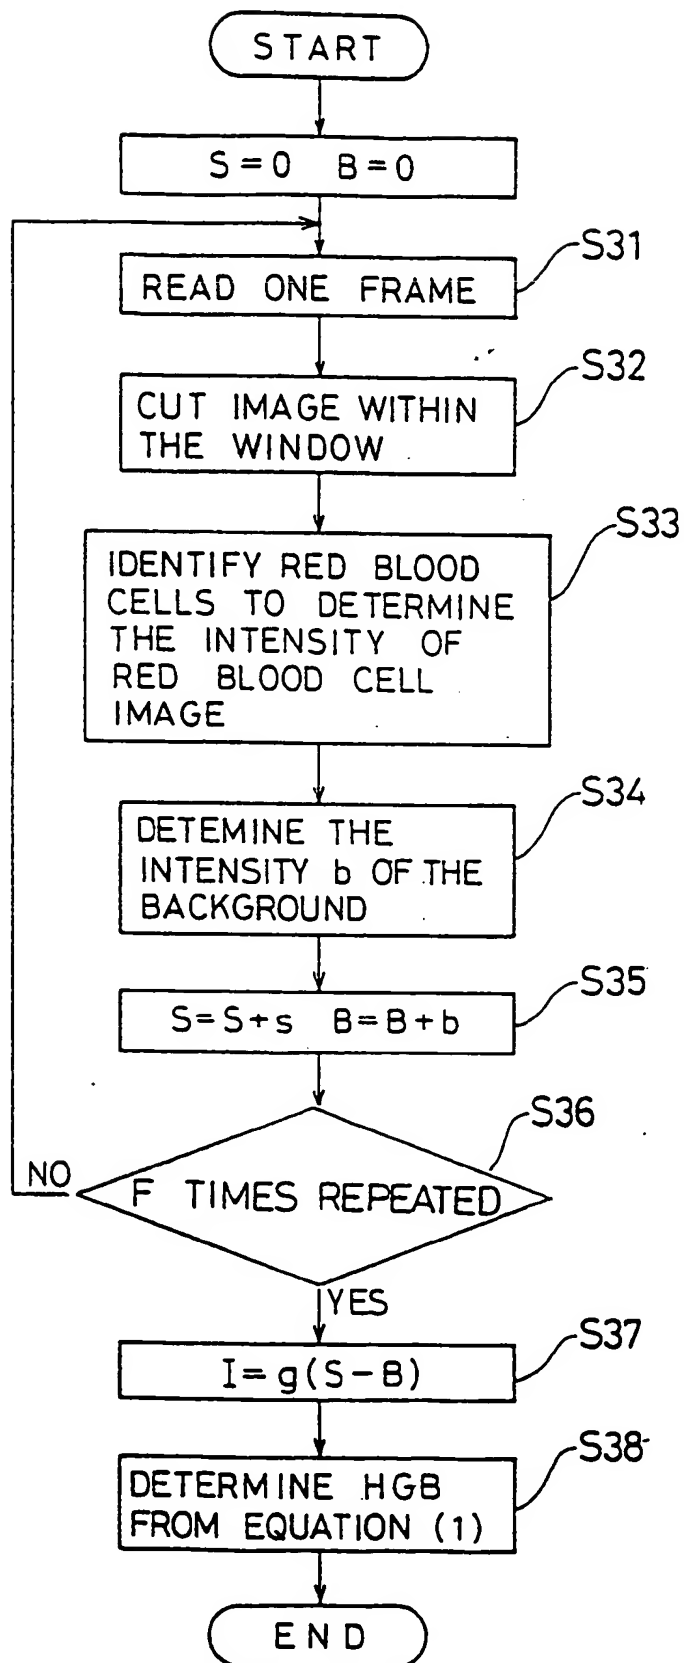 START
S=0 B=0
S31
READ ONE FRAME
S32
CUT IMAGE WITHIN
THE WINDOW
S33
IDENTIFY RED BLOOD
CELLS TO DETERMINE
THE INTENSITY OF
RED BLOOD CELL
IMAGE
S34
DETEMINE THE
INTENSITY b OF THE
BACKGROUND
S35
S=S+s B=B+b
S36
NO
F TIMES REPEATED
YES
S37
I=g(S-B)
S38
DETERMINE HGB
FROM EQUATION (1)
END